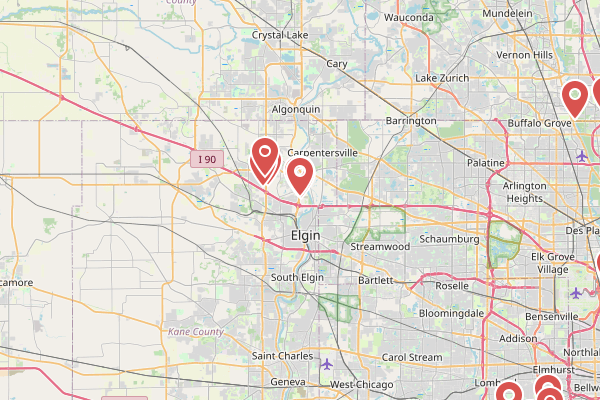 County
Wauconda
Mundelein
Crystal Lake
Vernon Hills
Cary
Lake Zurich
Algonquin
Barrington
Buffalo Grove
Carpentersville
I 90
Palatine
Arlington
Heights
Des Pla
Elgin
Streamwood
Schaumburg
Elk Grove
Village
South Elgin
Bartlett
Roselle
camore
Bloomingdale
Bensenville
Kane County
Addison
Saint Charles
Carol Stream
Northlak
Elmhurst
Geneva
West Chicago
Lomb
Bellwo